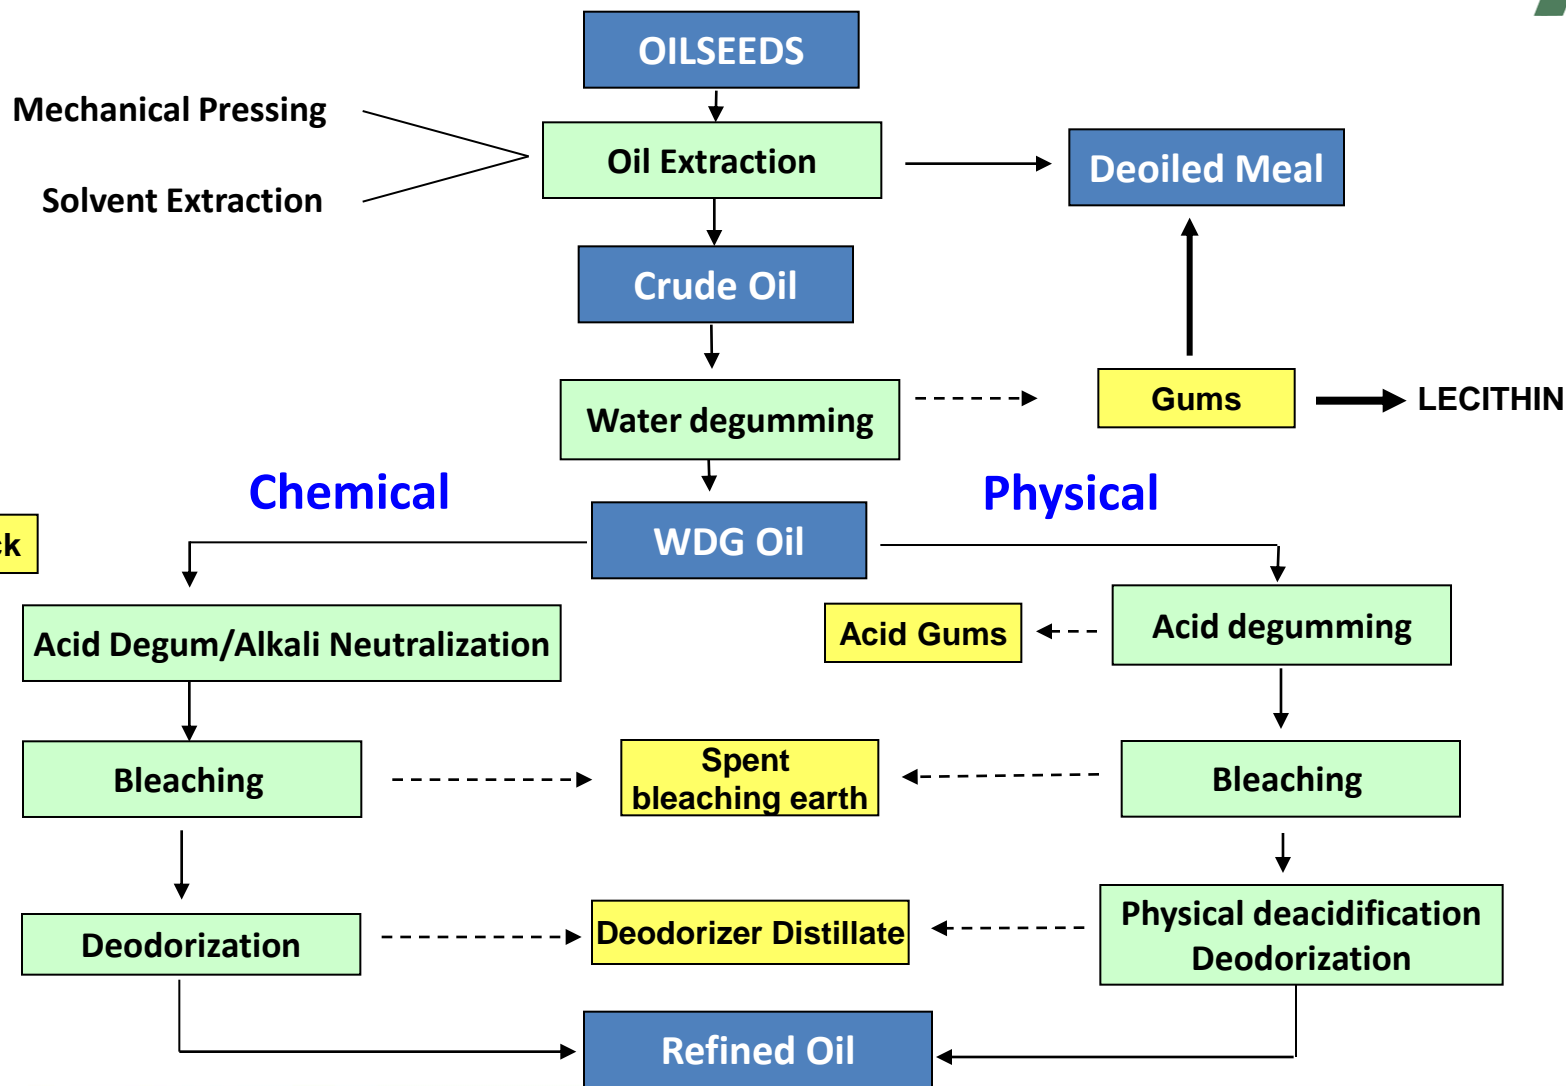 OILSEEDS
Mechanical Pressing
Oil Extraction
Deoiled Meal
Solvent Extraction
Crude Oil
Water degumming
Gums
LECITHIN
Chemical
Physical
ck
WDG Oil
Acid Degum/Alkali Neutralization
Acid Gums
Acid degumming
Bleaching
Spent
bleaching earth
Bleaching
Deodorization
Deodorizer Distillate
Physical deacidification
Deodorization
Refined Oil